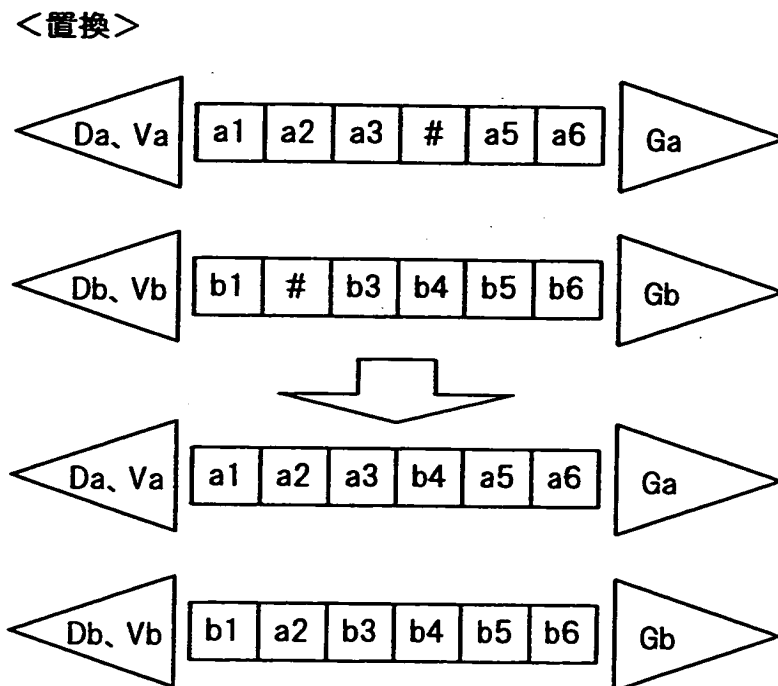 ＜置換＞
Da、Va a1 a2 a3 # a5 a6 Ga
Db、Vb b1 # b3 b4 b5 b6 Gb
Da、Va a1 a2 a3 b4 a5 a6 Ga
Db、Vb b1 a2 b3 b4 b5 b6 Gb